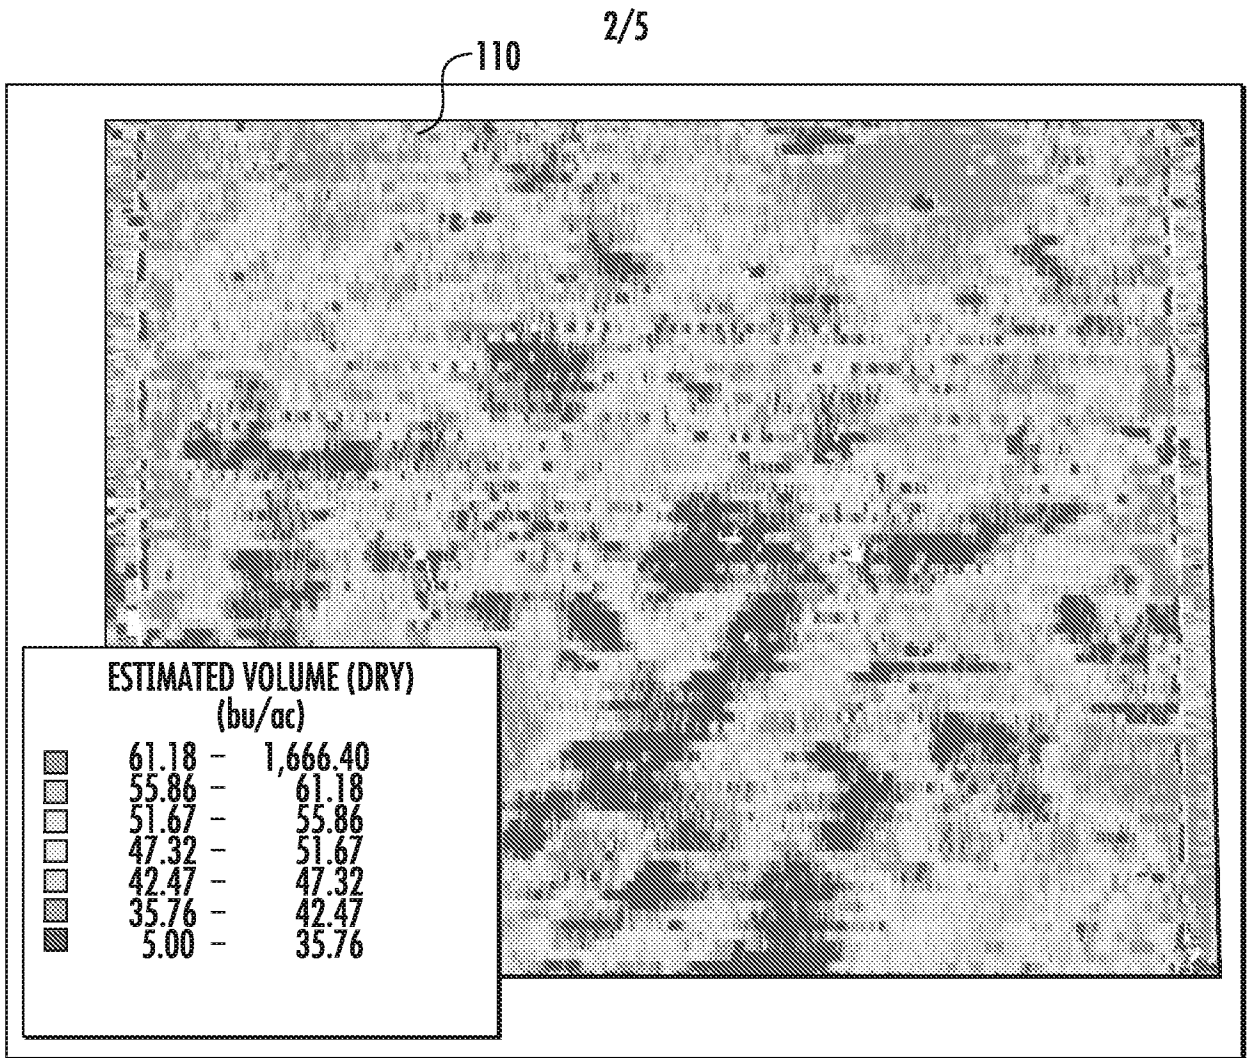 2/5
110
ESTIMATED VOLUME (DRY)
(bu/ac)
61.18 - 1,666.40
55.86 - 61.18
51.67 - 55.86
47.32 - 51.67
42.47 - 47.32
35.76 - 42.47
5.00 - 35.76